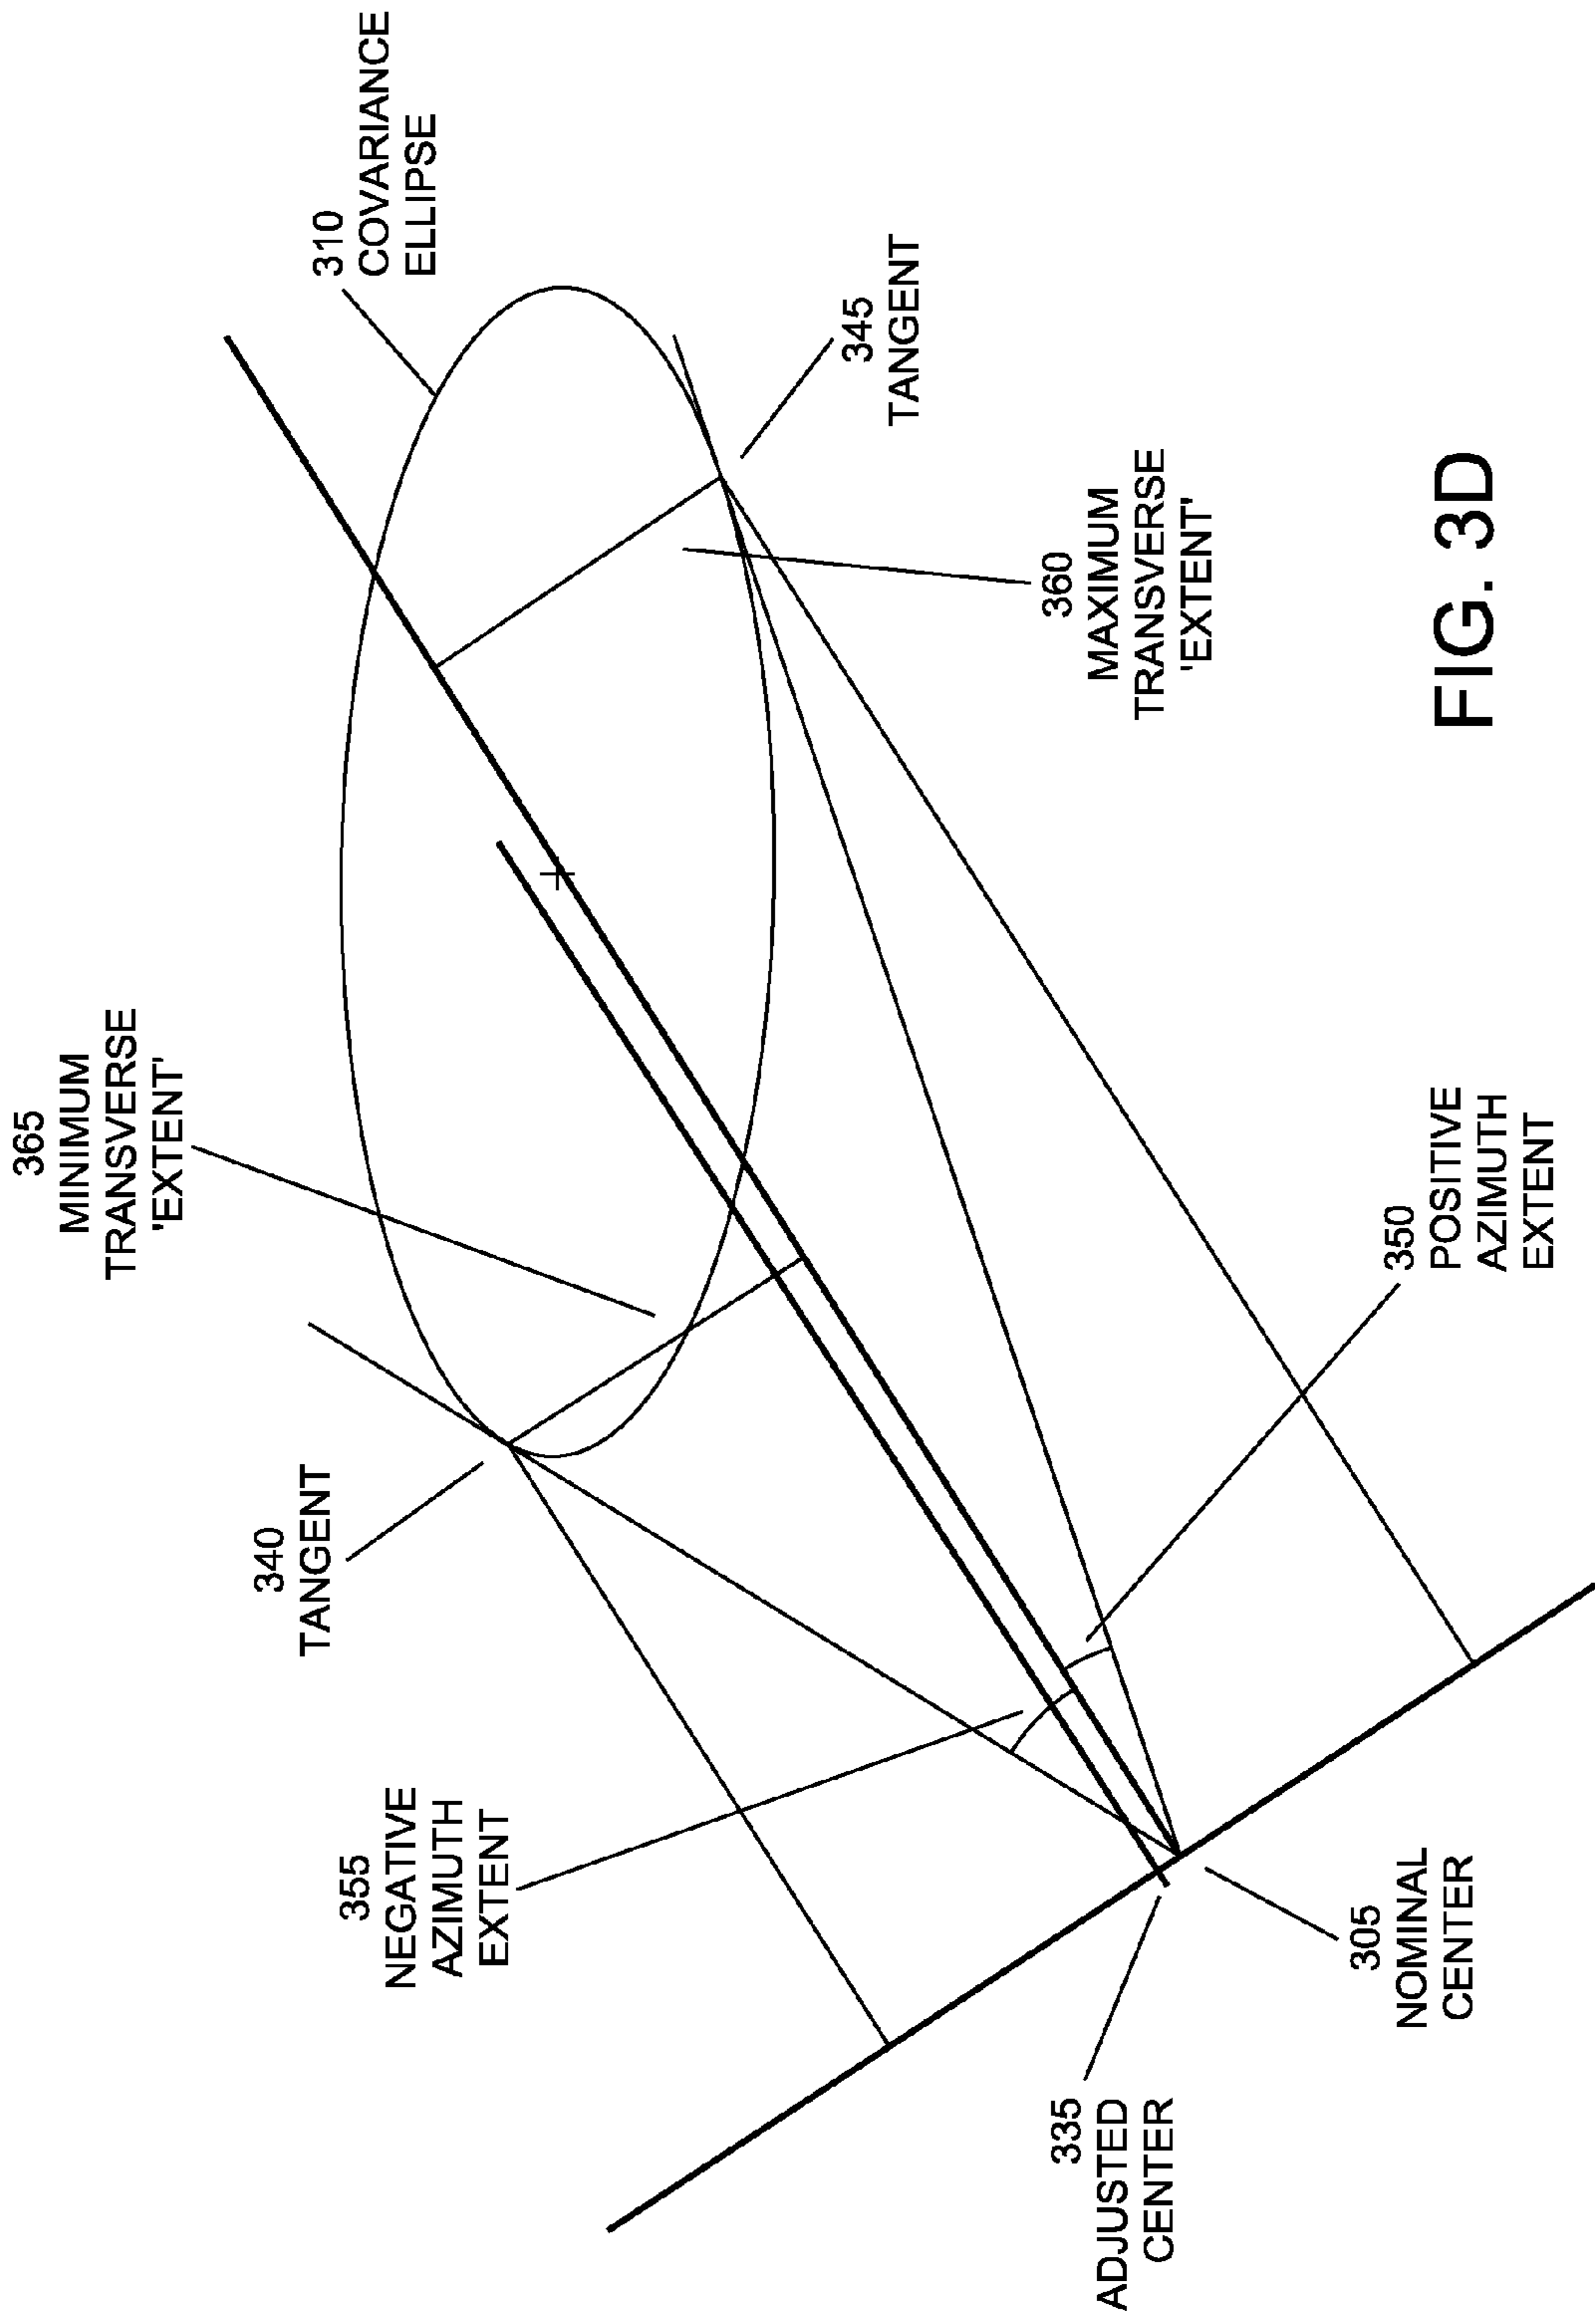 365
MINIMUM
TRANSVERSE
'EXTENT'
310
COVARIANCE
ELLIPSE
340
TANGENT
355
NEGATIVE
AZIMUTH
EXTENT
345
TANGENT
335
ADJUSTED
CENTER
360
MAXIMUM
TRANSVERSE
'EXTENT'
305
NOMINAL
CENTER
350
POSITIVE
AZIMUTH
EXTENT
FIG. 3D